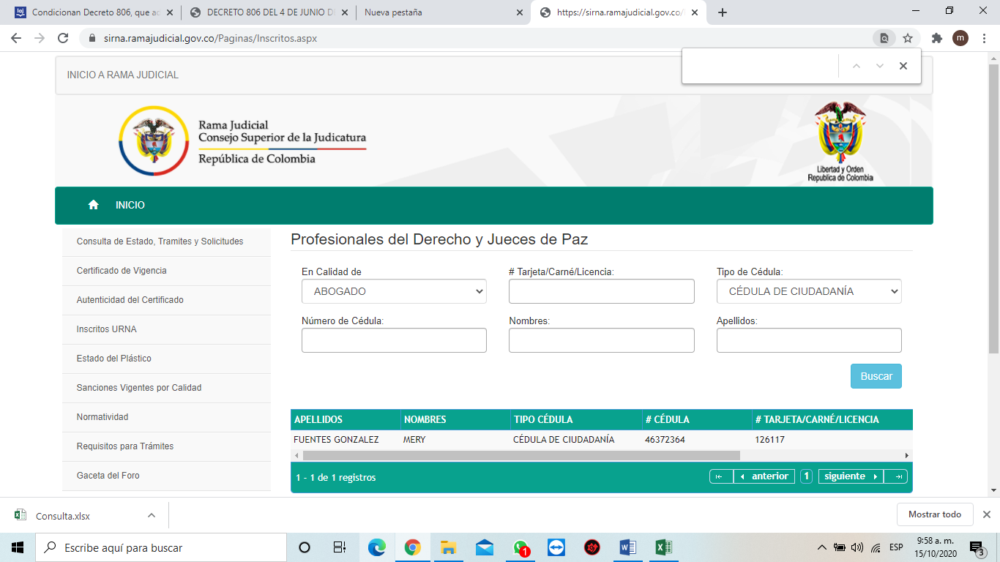 Condicionan Decreto 806, que ac
DECRETO 806 DEL 4 DE JUNIO D
Nueva pestaña
https://sirna.ramajudicial.gov.co/
sirna.ramajudicial.gov.co/Paginas/Inscritos.aspx
m
INICIO A RAMA JUDICIAL
Rama Judicial
Consejo Superior de la Judicatura
República de Colombia
Libertad y Orden
Republica de Colombia
INICIO
Consulta de Estado, Tramites y Solicitudes
Certificado de Vigencia
Autenticidad del Certificado
Inscritos URNA
Estado del Plástico
Sanciones Vigentes por Calidad
Normatividad
Requisitos para Trámites
Gaceta del Foro
Profesionales del Derecho y Jueces de Paz
En Calidad de # Tarjeta/Carné/Licencia: Tipo de Cédula:
ABOGADO CÉDULA DE CIUDADANÍA
Número de Cédula: Nombres: Apellidos:
Buscar
APELLIDOS NOMBRES TIPO CÉDULA # CÉDULA # TARJETA/CARNÉ/LICENCIA
FUENTES GONZALEZ MERY CÉDULA DE CIUDADANÍA 46372364 126117
1 - 1 de 1 registros anterior 1 siguiente
Consulta.xlsx Mostrar todo
Escribe aquí para buscar
1
ESP
9:58 a. m.
15/10/2020
3